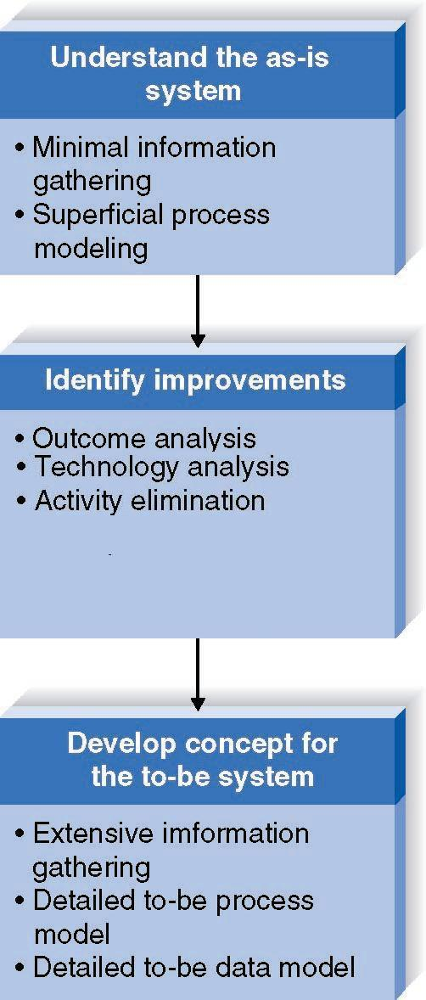 Understand the as-is
system
• Minimal information
gathering
• Superficial process
modeling
Identify improvements
• Outcome analysis
• Technology analysis
• Activity elimination
Develop concept for
the to-be system
• Extensive imformation
gathering
• Detailed to-be process
model
• Detailed to-be data model